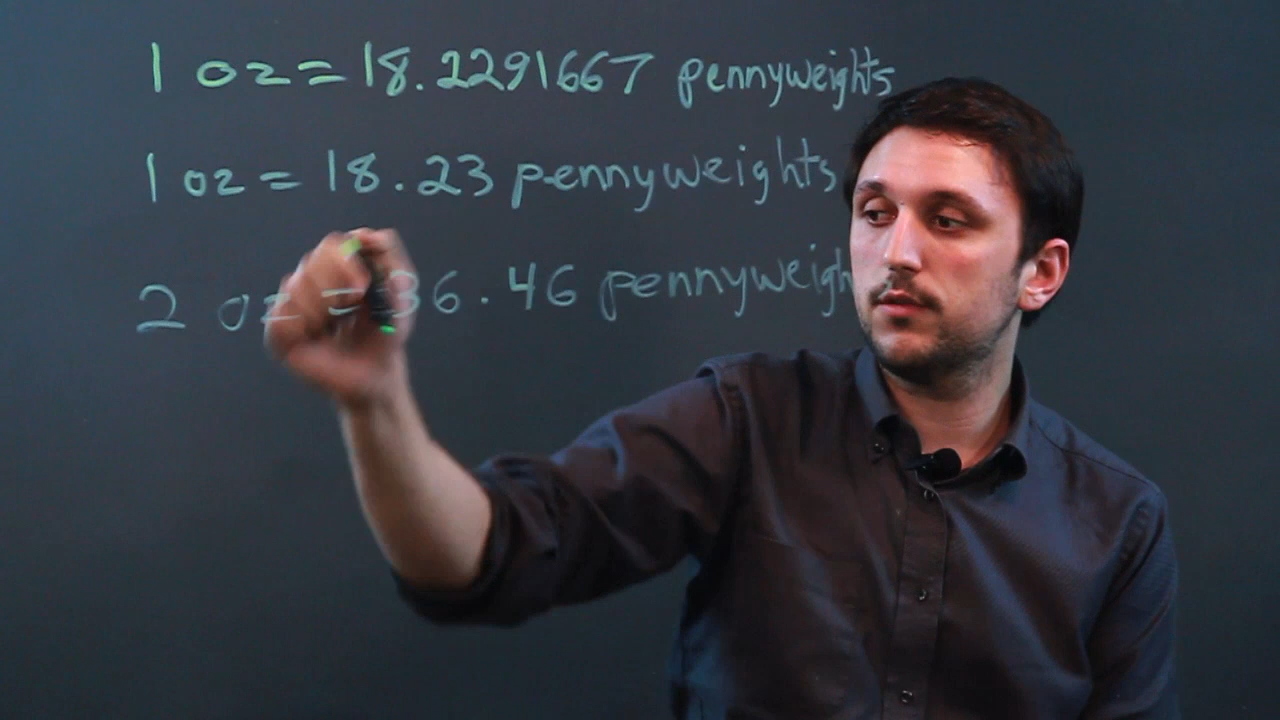 1 oz = 18.2291667 pennyweights
1 oz = 18.23 pennyweights
2 oz = 36.46 pennyweigh